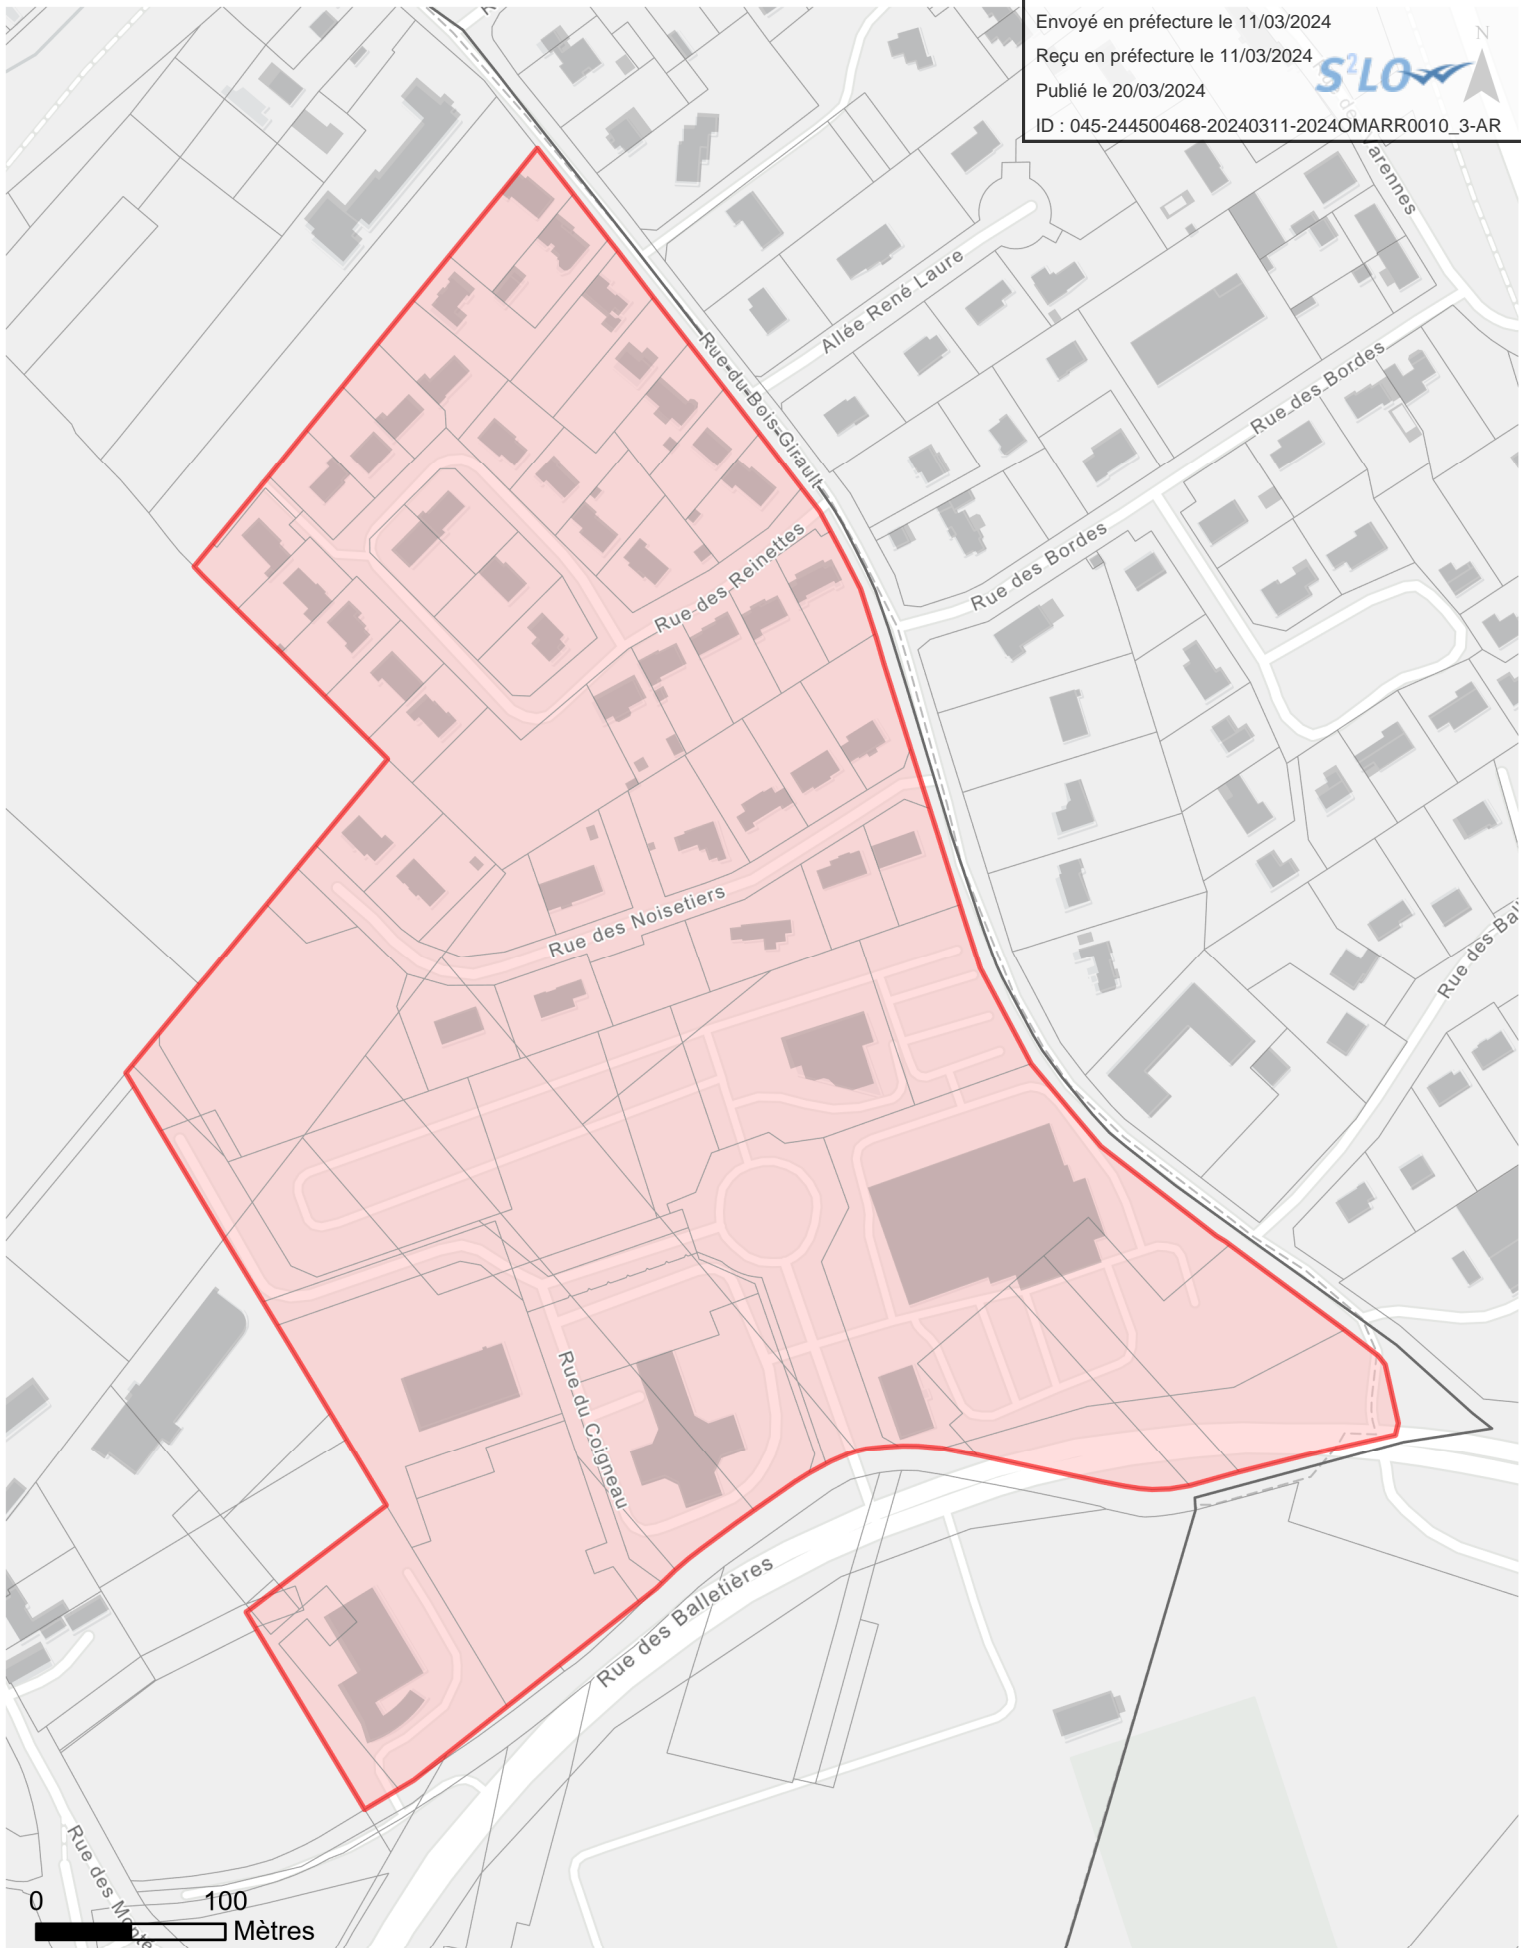 Envoyé en préfecture le 11/03/2024
Reçu en préfecture le 11/03/2024
Publié le 20/03/2024
S²LO
ID : 045-244500468-20240311-2024OMARR0010_3-AR
N
Allée René Laure
Rue du Bois Girault
Rue des Bordes
Rue des Reinettes
Rue des Bordes
Rue des Noisetiers
Rue du Coigneau
Rue des Balletières
Rue des
0 100
Mètres